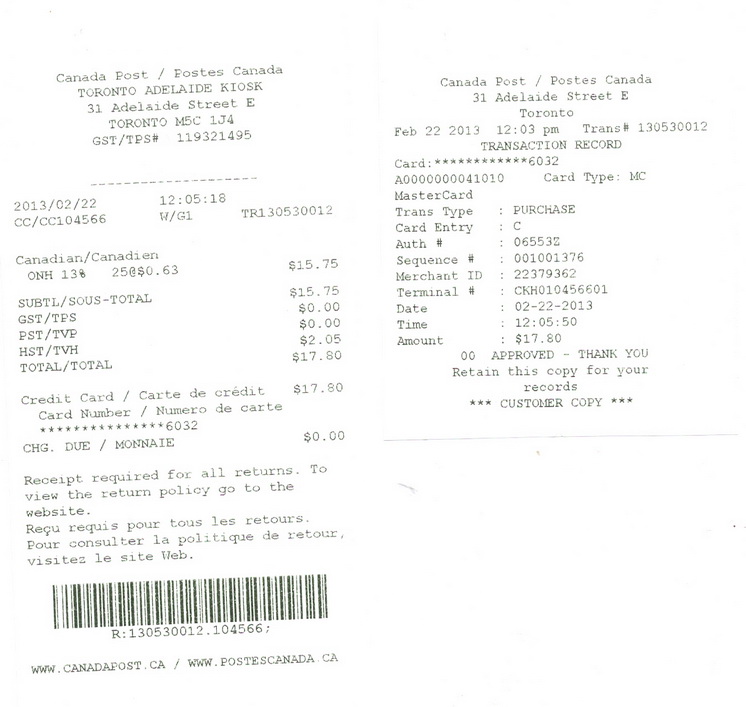 Canada Post / Postes Canada
TORONTO ADELAIDE KIOSK
31 Adelaide Street E
TORONTO M5C 1J4
GST/TPS# 119321495
--------------------
2013/02/22 12:05:18
CC/CC104566 W/G1 TR130530012
Canadian/Canadien
ONH 13% 25@$0.63 $15.75
SUBTL/SOUS-TOTAL $15.75
GST/TPS $0.00
PST/TVP $0.00
HST/TVH $2.05
TOTAL/TOTAL $17.80
Credit Card / Carte de crédit $17.80
Card Number / Numero de carte
***************6032
CHG. DUE / MONNAIE $0.00
Receipt required for all returns. To
view the return policy go to the
website.
Reçu requis pour tous les retours.
Pour consulter la politique de retour,
visitez le site Web.
R:130530012.104566;
WWW.CANADAPOST.CA / WWW.POSTESCANADA.CA
Canada Post / Postes Canada
31 Adelaide Street E
Toronto
Feb 22 2013 12:03 pm Trans# 130530012
TRANSACTION RECORD
Card:************6032
A0000000041010 Card Type: MC
MasterCard
Trans Type : PURCHASE
Card Entry : C
Auth # : 06553Z
Sequence # : 001001376
Merchant ID : 22379362
Terminal # : CKH010456601
Date : 02-22-2013
Time : 12:05:50
Amount : $17.80
00 APPROVED - THANK YOU
Retain this copy for your
records
*** CUSTOMER COPY ***